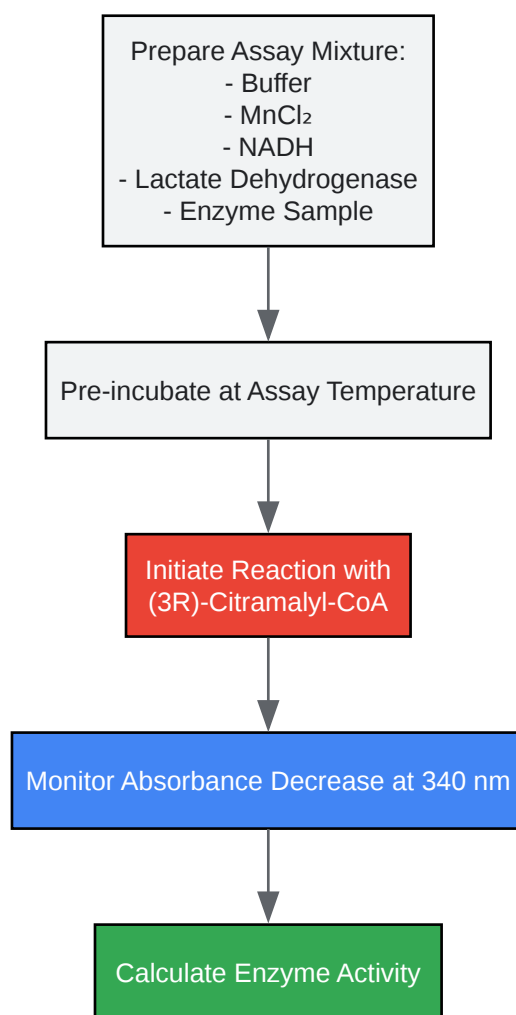 Prepare Assay Mixture:
- Buffer
- MnCl₂
- NADH
- Lactate Dehydrogenase
- Enzyme Sample
Pre-incubate at Assay Temperature
Initiate Reaction with
(3R)-Citramalyl-CoA
Monitor Absorbance Decrease at 340 nm
Calculate Enzyme Activity